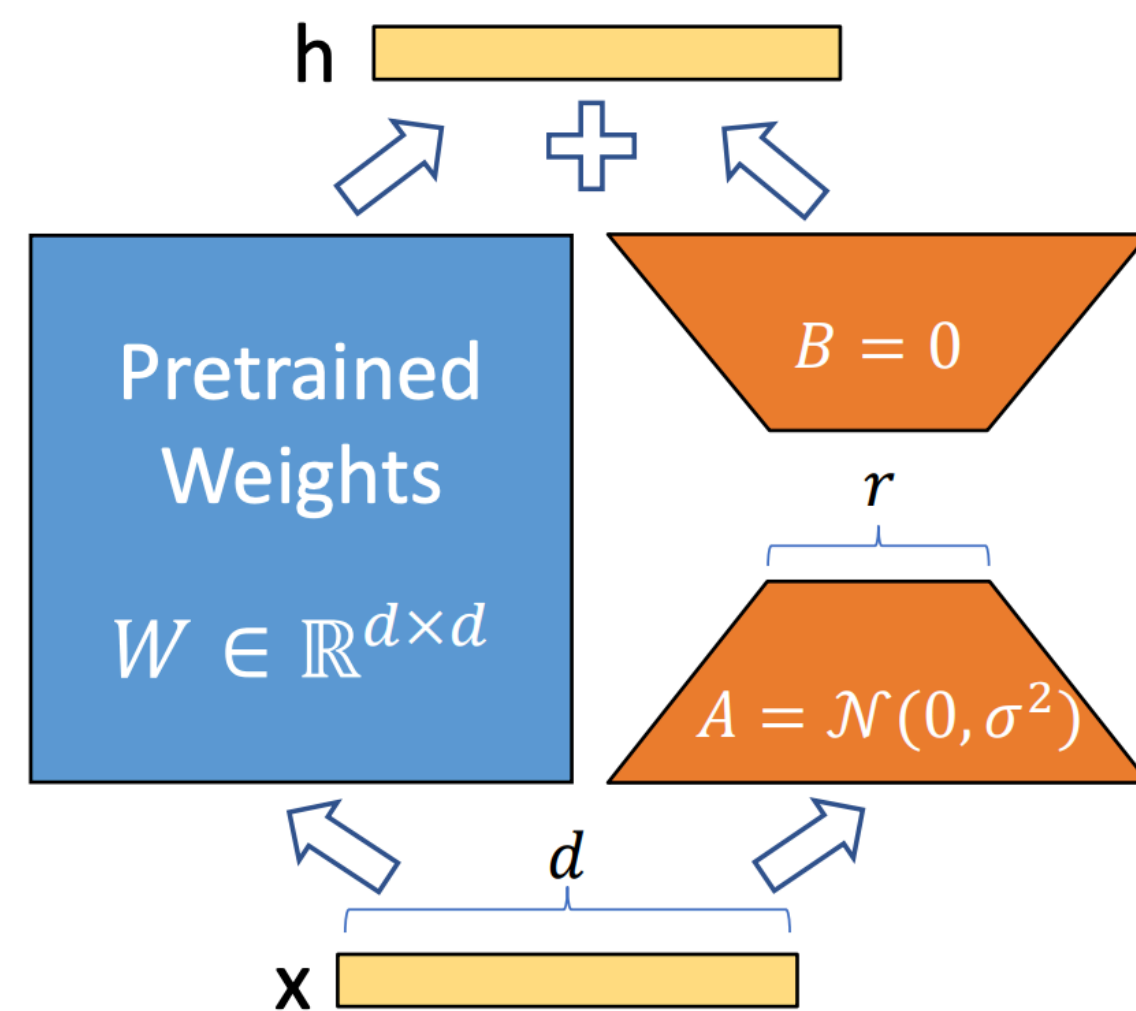 h
Pretrained
Weights
W ∈ ℝ^{d×d}
B = 0
r
A = 𝒩(0, σ²)
d
x